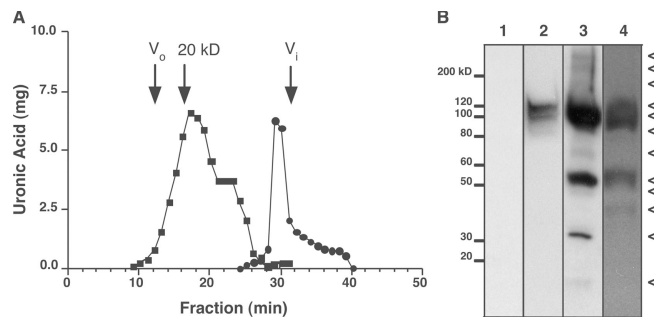 A
V₀ 20 kD Vᵢ
10.0
7.5
5.0
2.5
0.0
Uronic Acid (mg)
0 10 20 30 40 50
Fraction (min)
B
1 2 3 4
200 kD
120
100
80
60
50
30
20
<
<
<
<
<
<
<
<
<